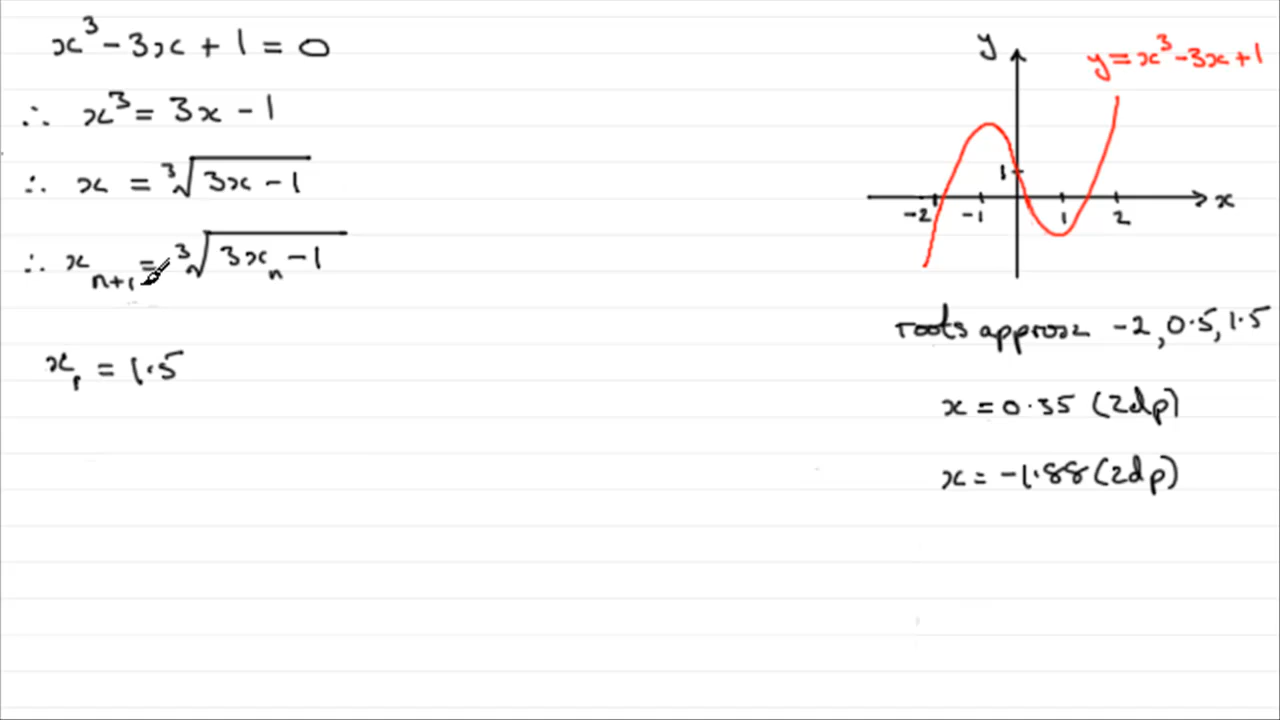 x³ - 3x + 1 = 0
∴ x³ = 3x - 1
∴ x = ∛(3x - 1)
∴ xₙ₊₁ = ∛(3xₙ - 1)
x₁ = 1.5
y
y = x³ - 3x + 1
1
-2 -1 1 2 x
roots approx -2, 0.5, 1.5
x = 0.35 (2dp)
x = -1.88 (2dp)